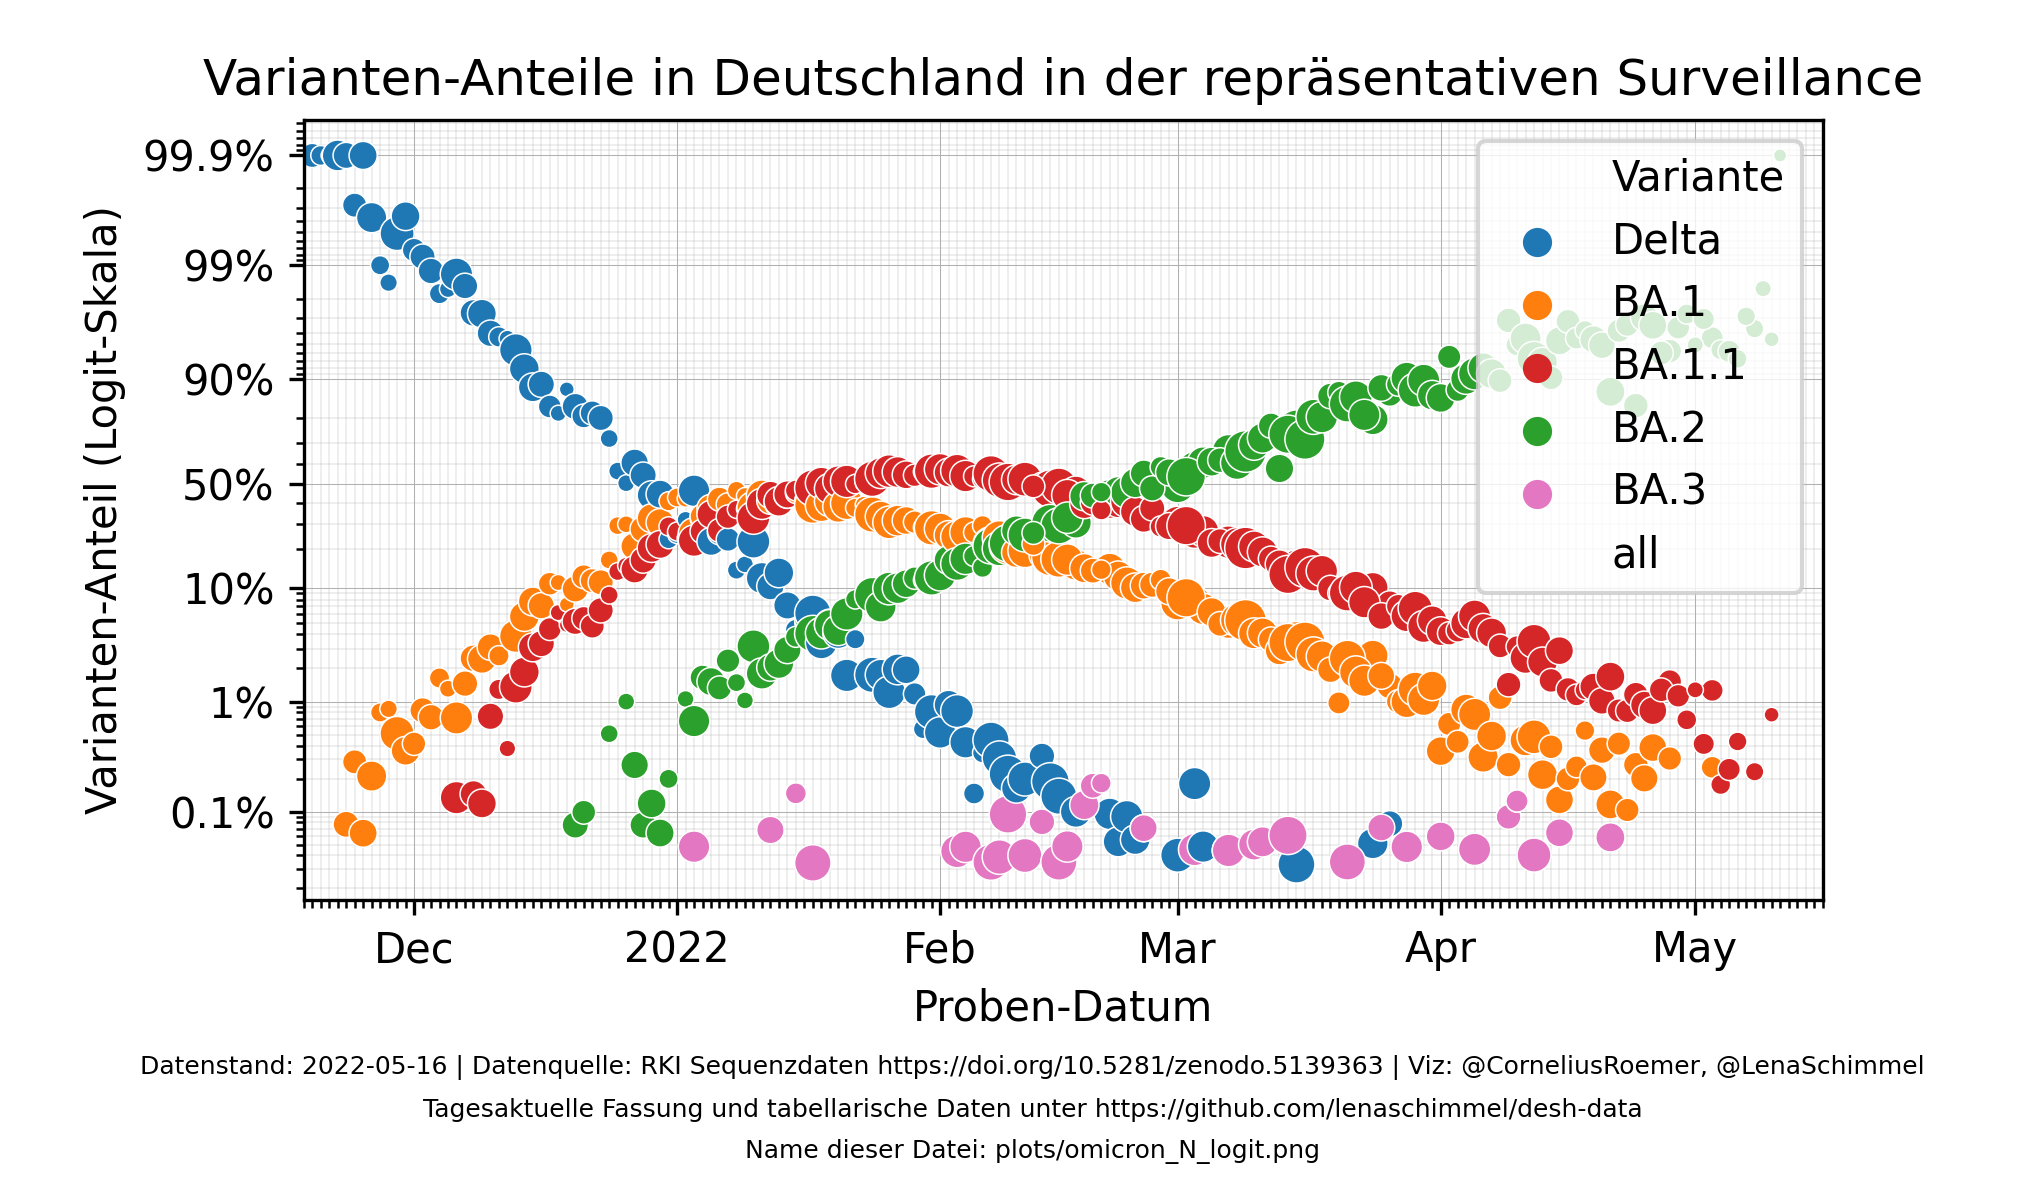 Varianten-Anteile in Deutschland in der repräsentativen Surveillance
Varianten-Anteil (Logit-Skala)
99.9%
99%
90%
50%
10%
1%
0.1%
Variante
Delta
BA.1
BA.1.1
BA.2
BA.3
all
Dec 2022 Feb Mar Apr May
Proben-Datum
Datenstand: 2022-05-16 | Datenquelle: RKI Sequenzdaten https://doi.org/10.5281/zenodo.5139363 | Viz: @CorneliusRoemer, @LenaSchimmel
Tagesaktuelle Fassung und tabellarische Daten unter https://github.com/lenaschimmel/desh-data
Name dieser Datei: plots/omicron_N_logit.png